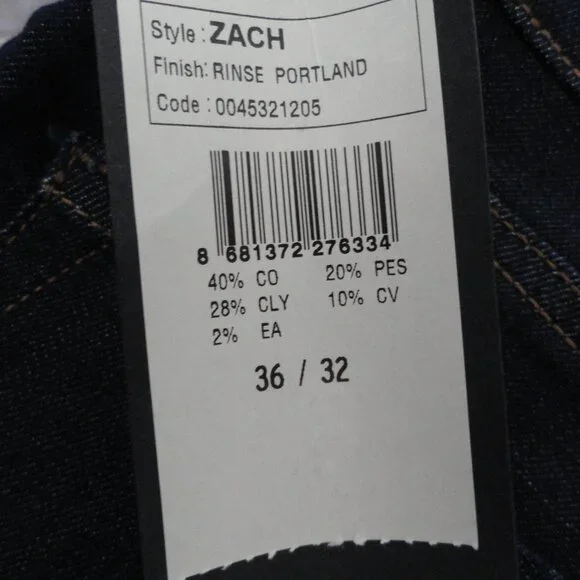 Style : ZACH
Finish: RINSE PORTLAND
Code : 0045321205
8 681372 276334
40% CO 20% PES
28% CLY 10% CV
2% EA
36 / 32